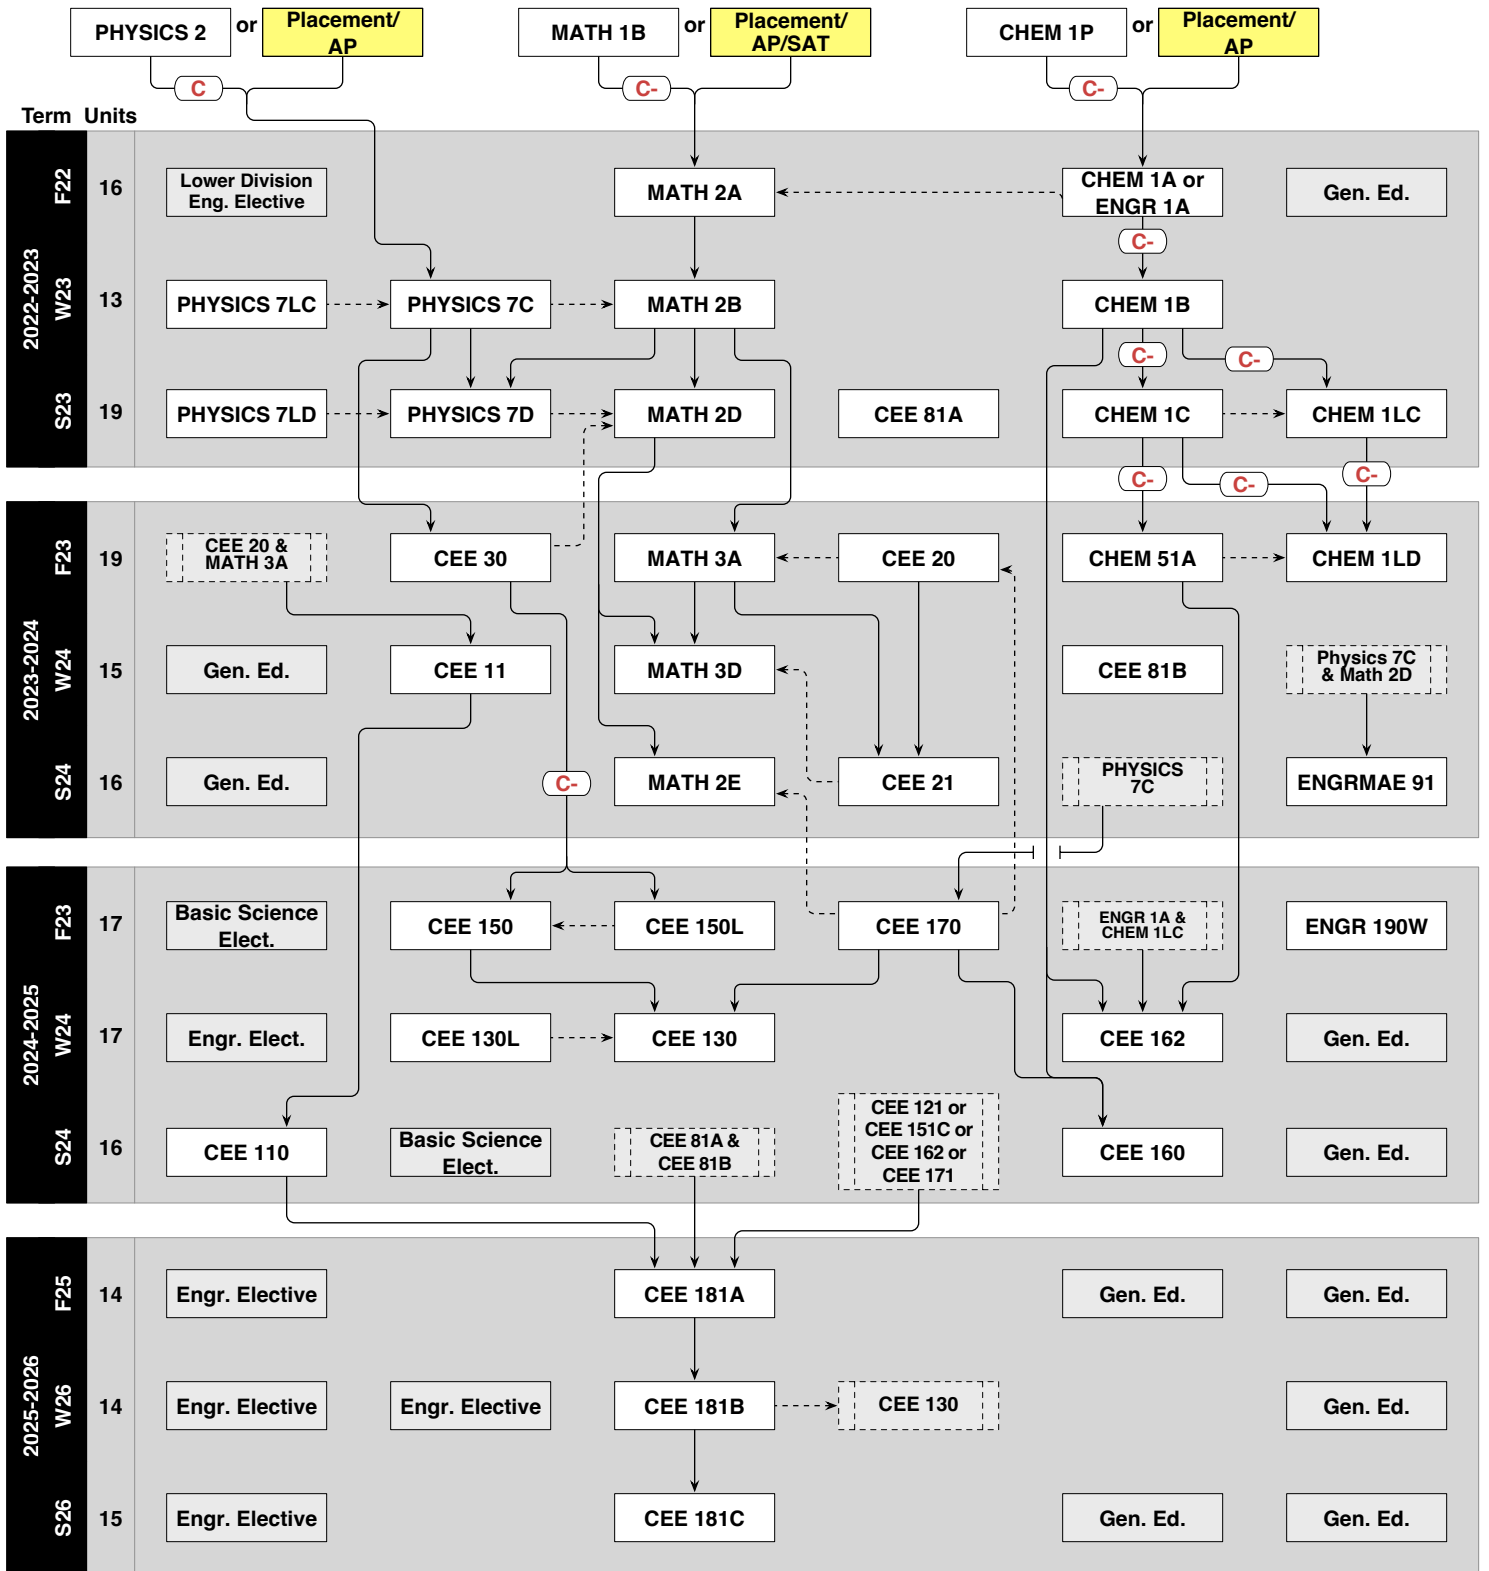 PHYSICS 2
or
Placement/
AP
MATH 1B
or
Placement/
AP/SAT
CHEM 1P
or
Placement/
AP
C
C-
C-
Term Units
2022-2023
F22
16
Lower Division
Eng. Elective
MATH 2A
CHEM 1A or
ENGR 1A
Gen. Ed.
C-
W23
13
PHYSICS 7LC
PHYSICS 7C
MATH 2B
CHEM 1B
C-
C-
S23
19
PHYSICS 7LD
PHYSICS 7D
MATH 2D
CEE 81A
CHEM 1C
CHEM 1LC
C-
C-
C-
2023-2024
F23
19
CEE 20 &
MATH 3A
CEE 30
MATH 3A
CEE 20
CHEM 51A
CHEM 1LD
W24
15
Gen. Ed.
CEE 11
MATH 3D
CEE 81B
Physics 7C
& Math 2D
S24
16
Gen. Ed.
C-
MATH 2E
CEE 21
PHYSICS
7C
ENGRMAE 91
2024-2025
F23
17
Basic Science
Elect.
CEE 150
CEE 150L
CEE 170
ENGR 1A &
CHEM 1LC
ENGR 190W
W24
17
Engr. Elect.
CEE 130L
CEE 130
CEE 162
Gen. Ed.
S24
16
CEE 110
Basic Science
Elect.
CEE 81A &
CEE 81B
CEE 121 or
CEE 151C or
CEE 162 or
CEE 171
CEE 160
Gen. Ed.
2025-2026
F25
14
Engr. Elective
CEE 181A
Gen. Ed.
Gen. Ed.
W26
14
Engr. Elective
Engr. Elective
CEE 181B
CEE 130
Gen. Ed.
S26
15
Engr. Elective
CEE 181C
Gen. Ed.
Gen. Ed.